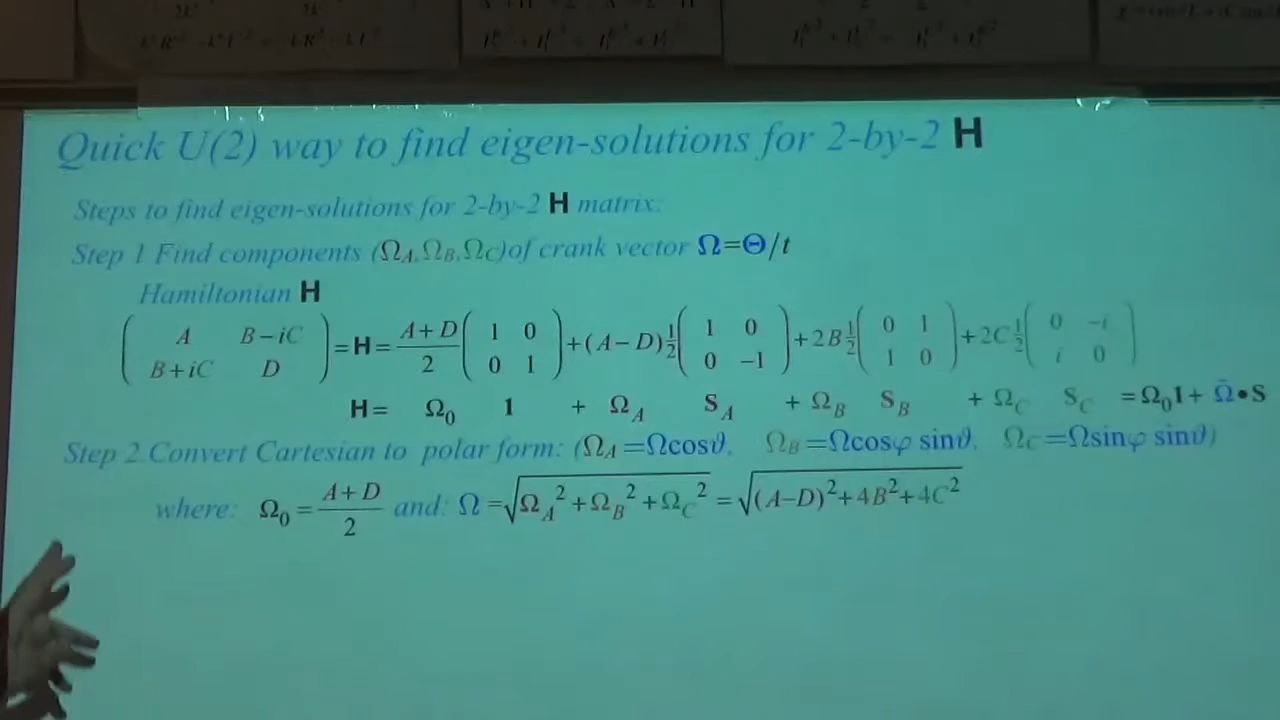 Quick U(2) way to find eigen-solutions for 2-by-2 H
Steps to find eigen-solutions for 2-by-2 H matrix:
Step 1 Find components (Ω_A,Ω_B,Ω_C)of crank vector Ω=Θ/t
Hamiltonian H
( A B−iC ; B+iC D ) =H= A+D/2 ( 1 0 ; 0 1 ) +(A−D)½ ( 1 0 ; 0 −1 ) +2B½ ( 0 1 ; 1 0 ) +2C½ ( 0 −i ; i 0 )
H= Ω₀ 1 + Ω_A S_A + Ω_B S_B + Ω_C S_C =Ω₀1+ Ω̄•S
Step 2.Convert Cartesian to polar form: (Ω_A=Ωcosϑ, Ω_B=Ωcosφ sinϑ, Ω_C=Ωsinφ sinϑ)
where: Ω₀= A+D/2 and: Ω =√(Ω_A²+Ω_B²+Ω_C²) =√((A−D)²+4B²+4C²)